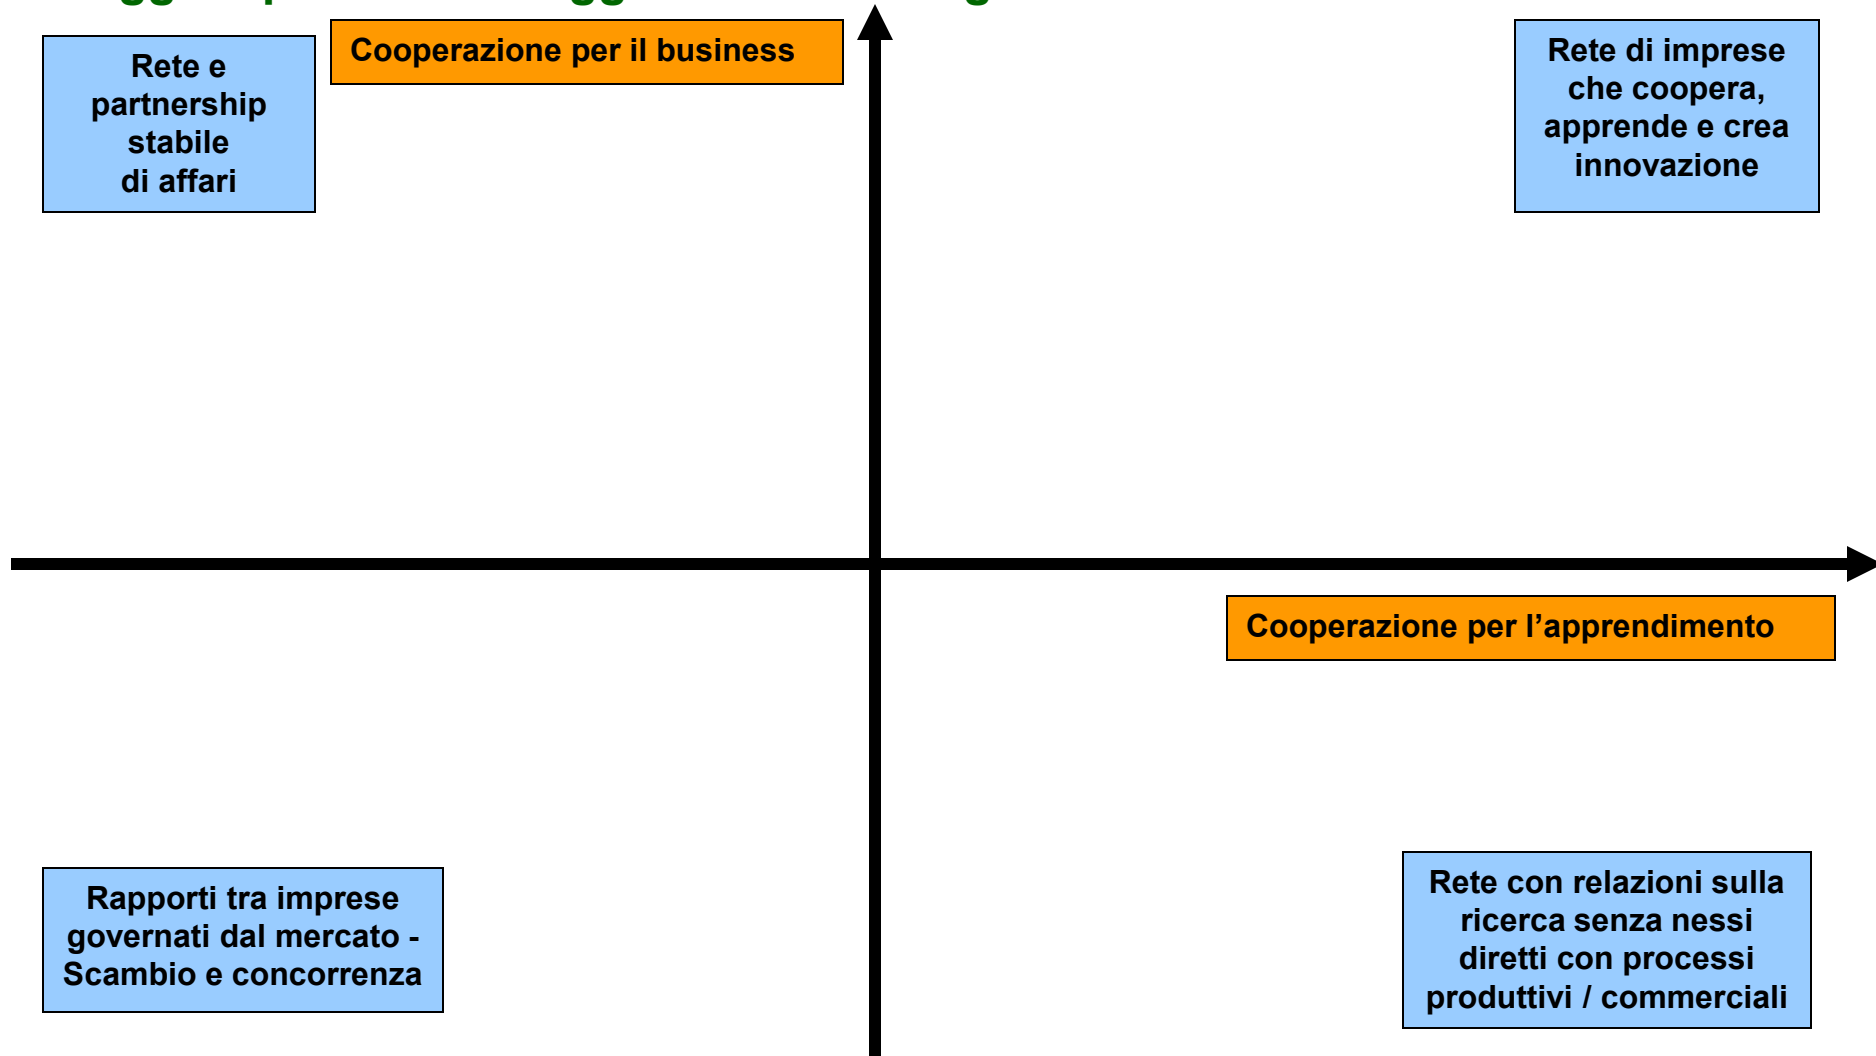 Cooperazione per il business
Rete e
partnership
stabile
di affari
Rete di imprese
che coopera,
apprende e crea
innovazione
Cooperazione per l’apprendimento
Rapporti tra imprese
governati dal mercato -
Scambio e concorrenza
Rete con relazioni sulla
ricerca senza nessi
diretti con processi
produttivi / commerciali